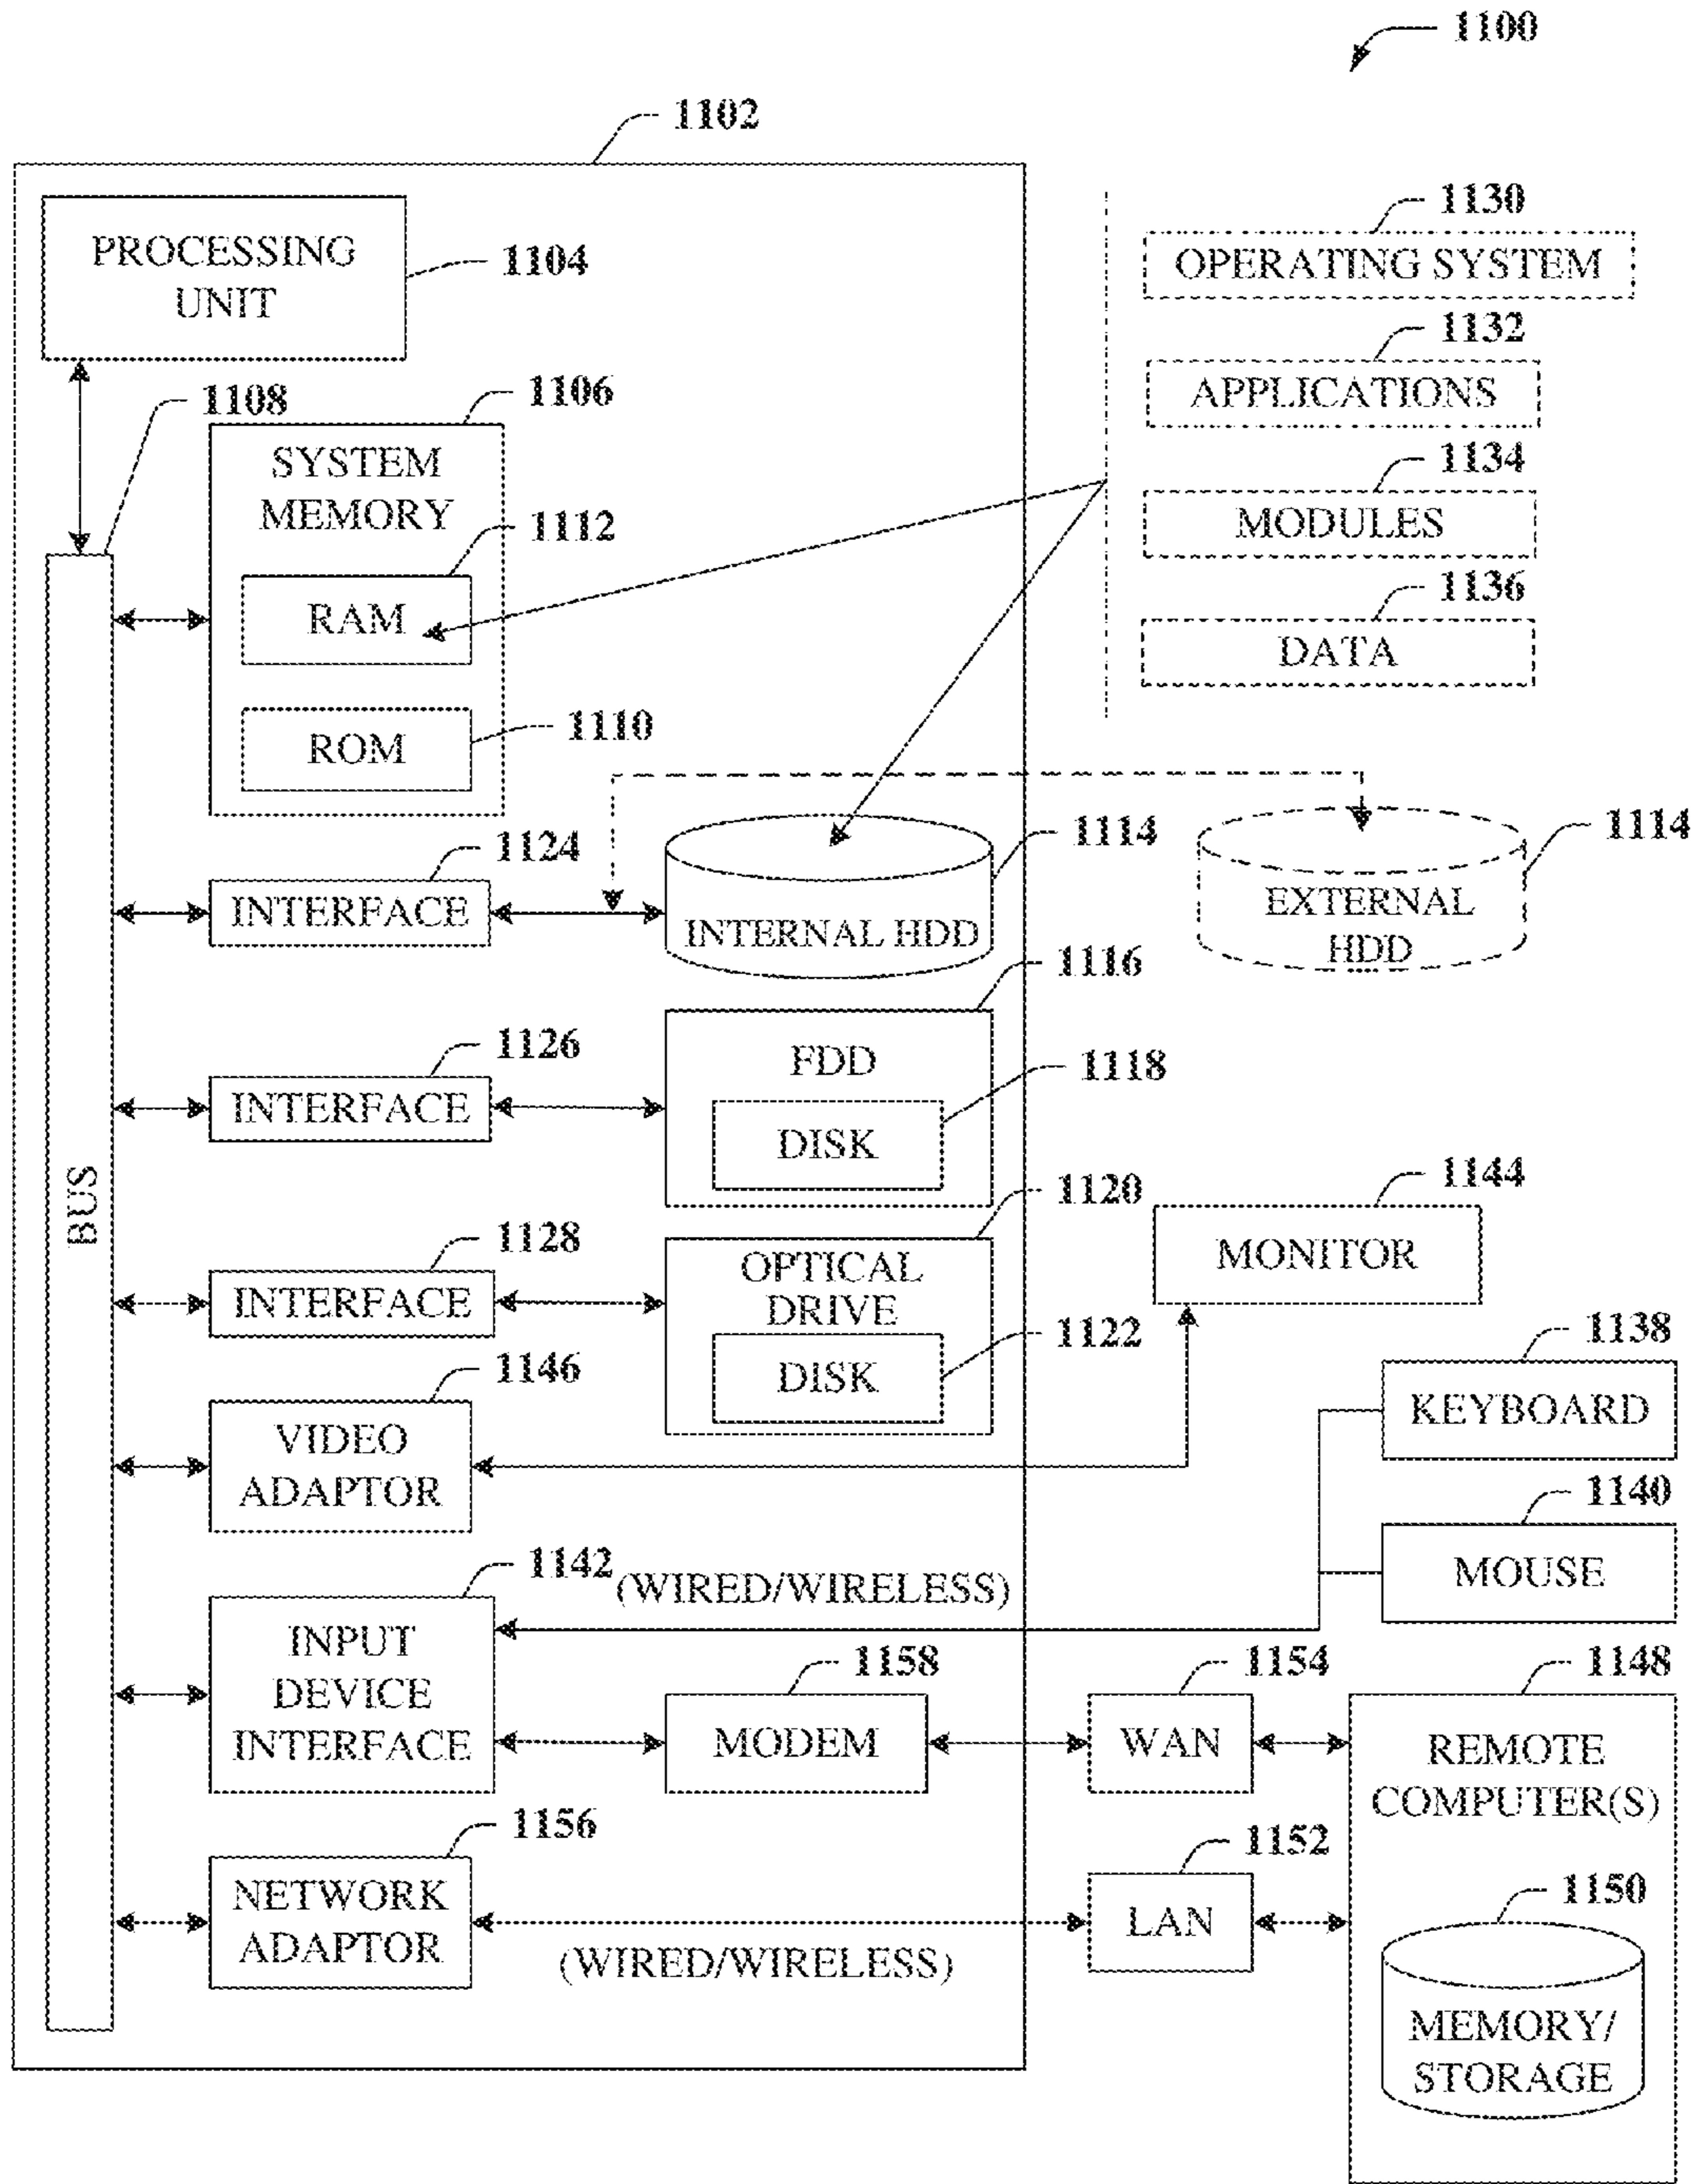 1100
1102
PROCESSING
UNIT
1104
1130
OPERATING SYSTEM
1132
APPLICATIONS
1134
MODULES
1136
DATA
1108
1106
SYSTEM
MEMORY
1112
RAM
1110
ROM
1124
INTERFACE
1114
INTERNAL HDD
1114
EXTERNAL
HDD
1116
1126
INTERFACE
FDD
1118
DISK
BUS
1128
INTERFACE
1120
OPTICAL
DRIVE
1122
DISK
1144
MONITOR
1138
KEYBOARD
1146
VIDEO
ADAPTOR
1140
MOUSE
1142
(WIRED/WIRELESS)
INPUT
DEVICE
INTERFACE
1158
MODEM
1154
WAN
1148
REMOTE
COMPUTER(S)
1156
NETWORK
ADAPTOR
(WIRED/WIRELESS)
1152
LAN
1150
MEMORY/
STORAGE